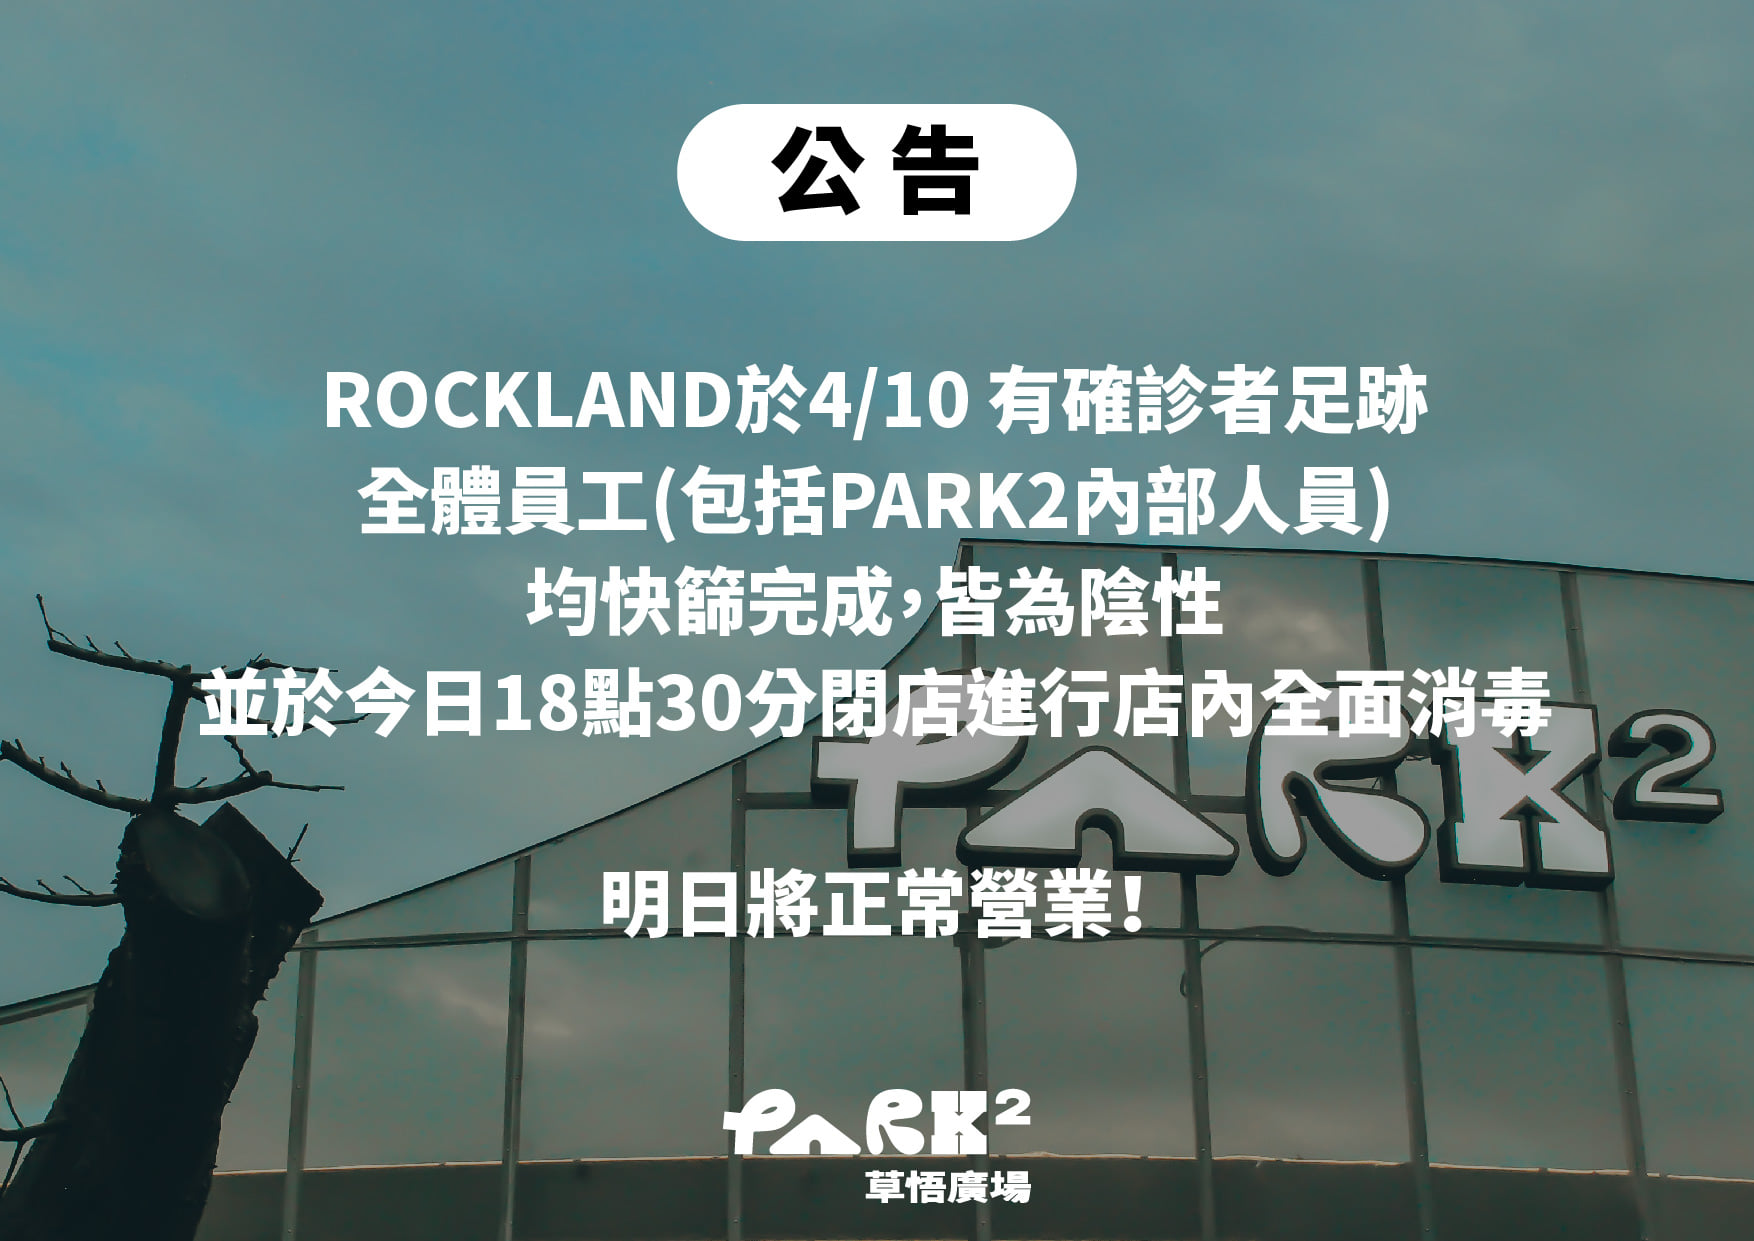 公告
ROCKLAND於4/10 有確診者足跡
全體員工(包括PARK2內部人員)
均快篩完成，皆為陰性
並於今日18點30分閉店進行店內全面消毒
PARK2
明日將正常營業！
PARK2
草悟廣場